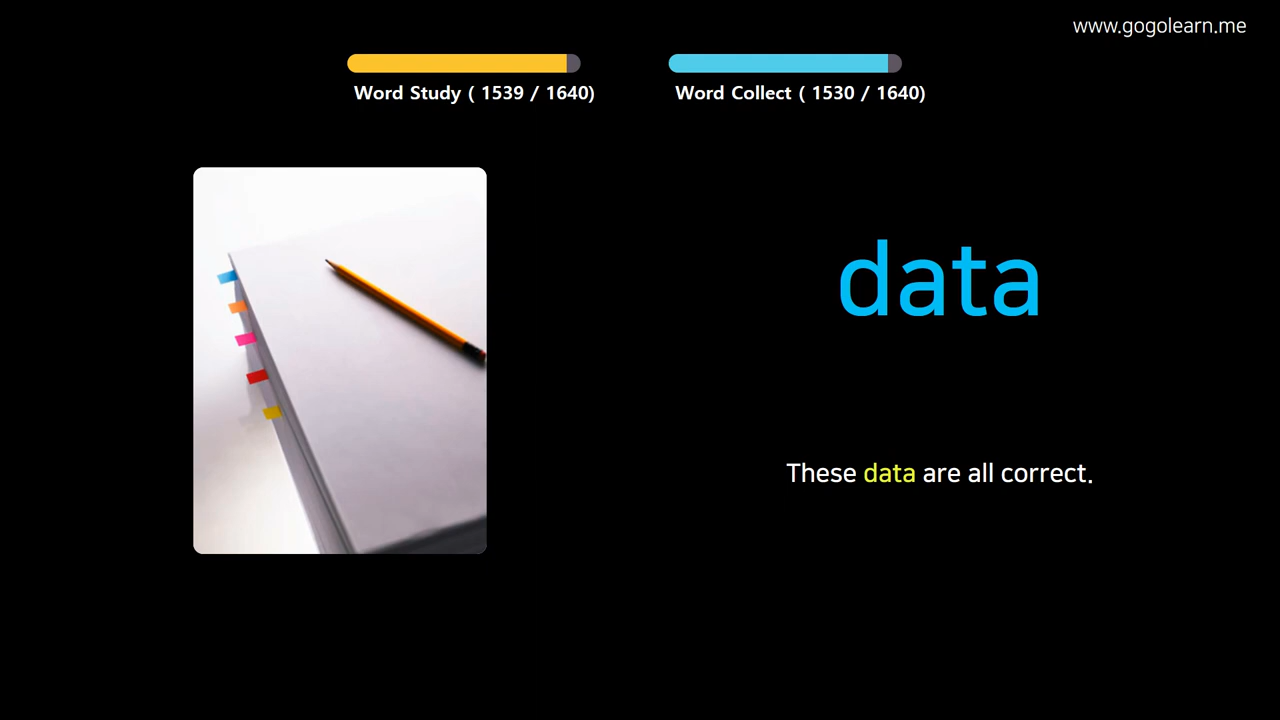 www.gogolearn.me
Word Study ( 1539 / 1640)
Word Collect ( 1530 / 1640)
data
These data are all correct.